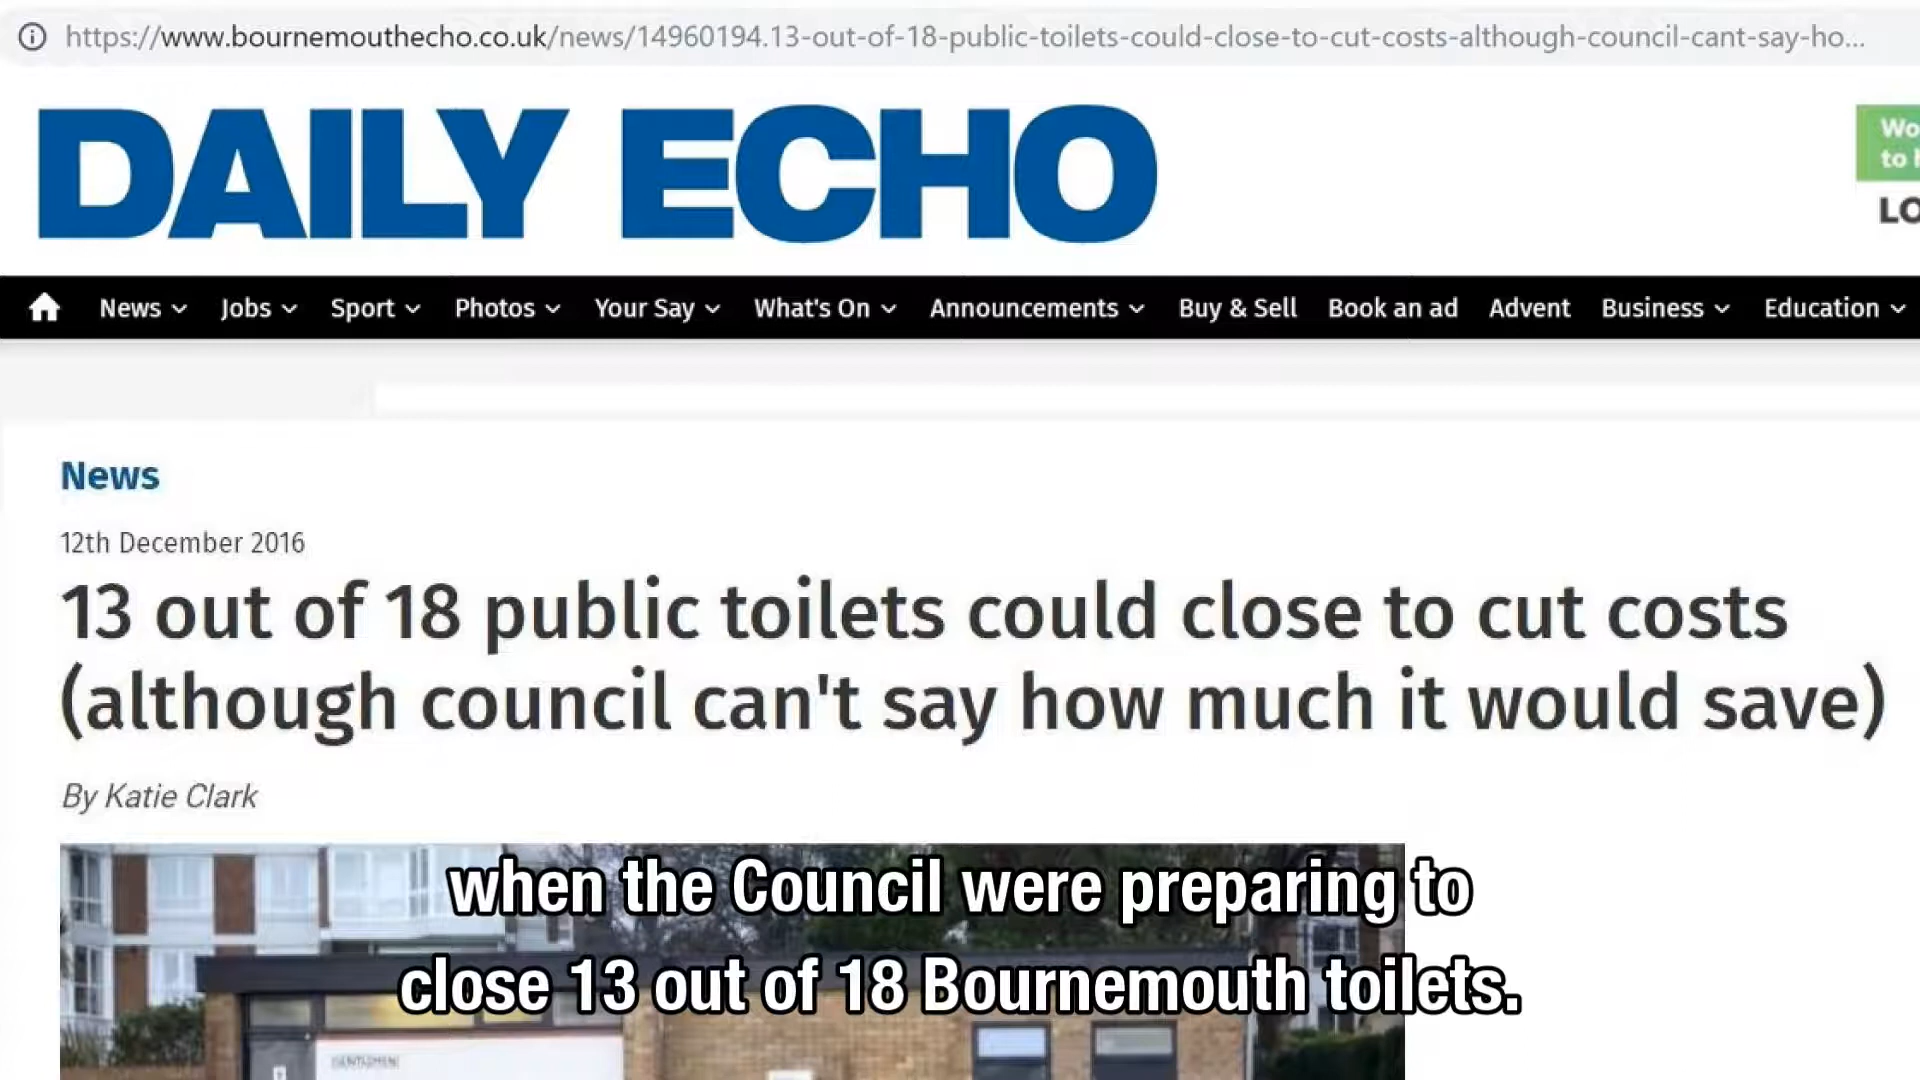 https://www.bournemouthecho.co.uk/news/14960194.13-out-of-18-public-toilets-could-close-to-cut-costs-although-council-cant-say-ho...
DAILY ECHO
Wo
to
LO
News Jobs Sport Photos Your Say What's On Announcements Buy & Sell Book an ad Advent Business Education
News
12th December 2016
13 out of 18 public toilets could close to cut costs
(although council can't say how much it would save)
By Katie Clark
when the Council were preparing to
close 13 out of 18 Bournemouth toilets.
GENTLEMEN